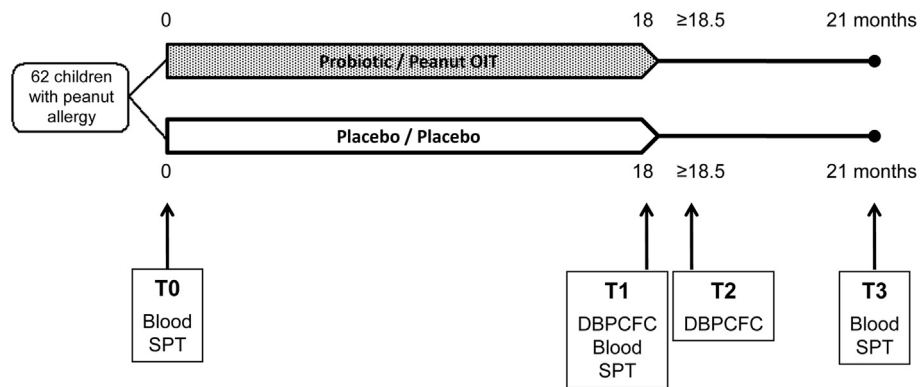 0
18
≥18.5
21 months
Probiotic / Peanut OIT
62 children
with peanut
allergy
Placebo / Placebo
0
18
≥18.5
21 months
T0
Blood
SPT
T1
DBPCFC
Blood
SPT
T2
DBPCFC
T3
Blood
SPT